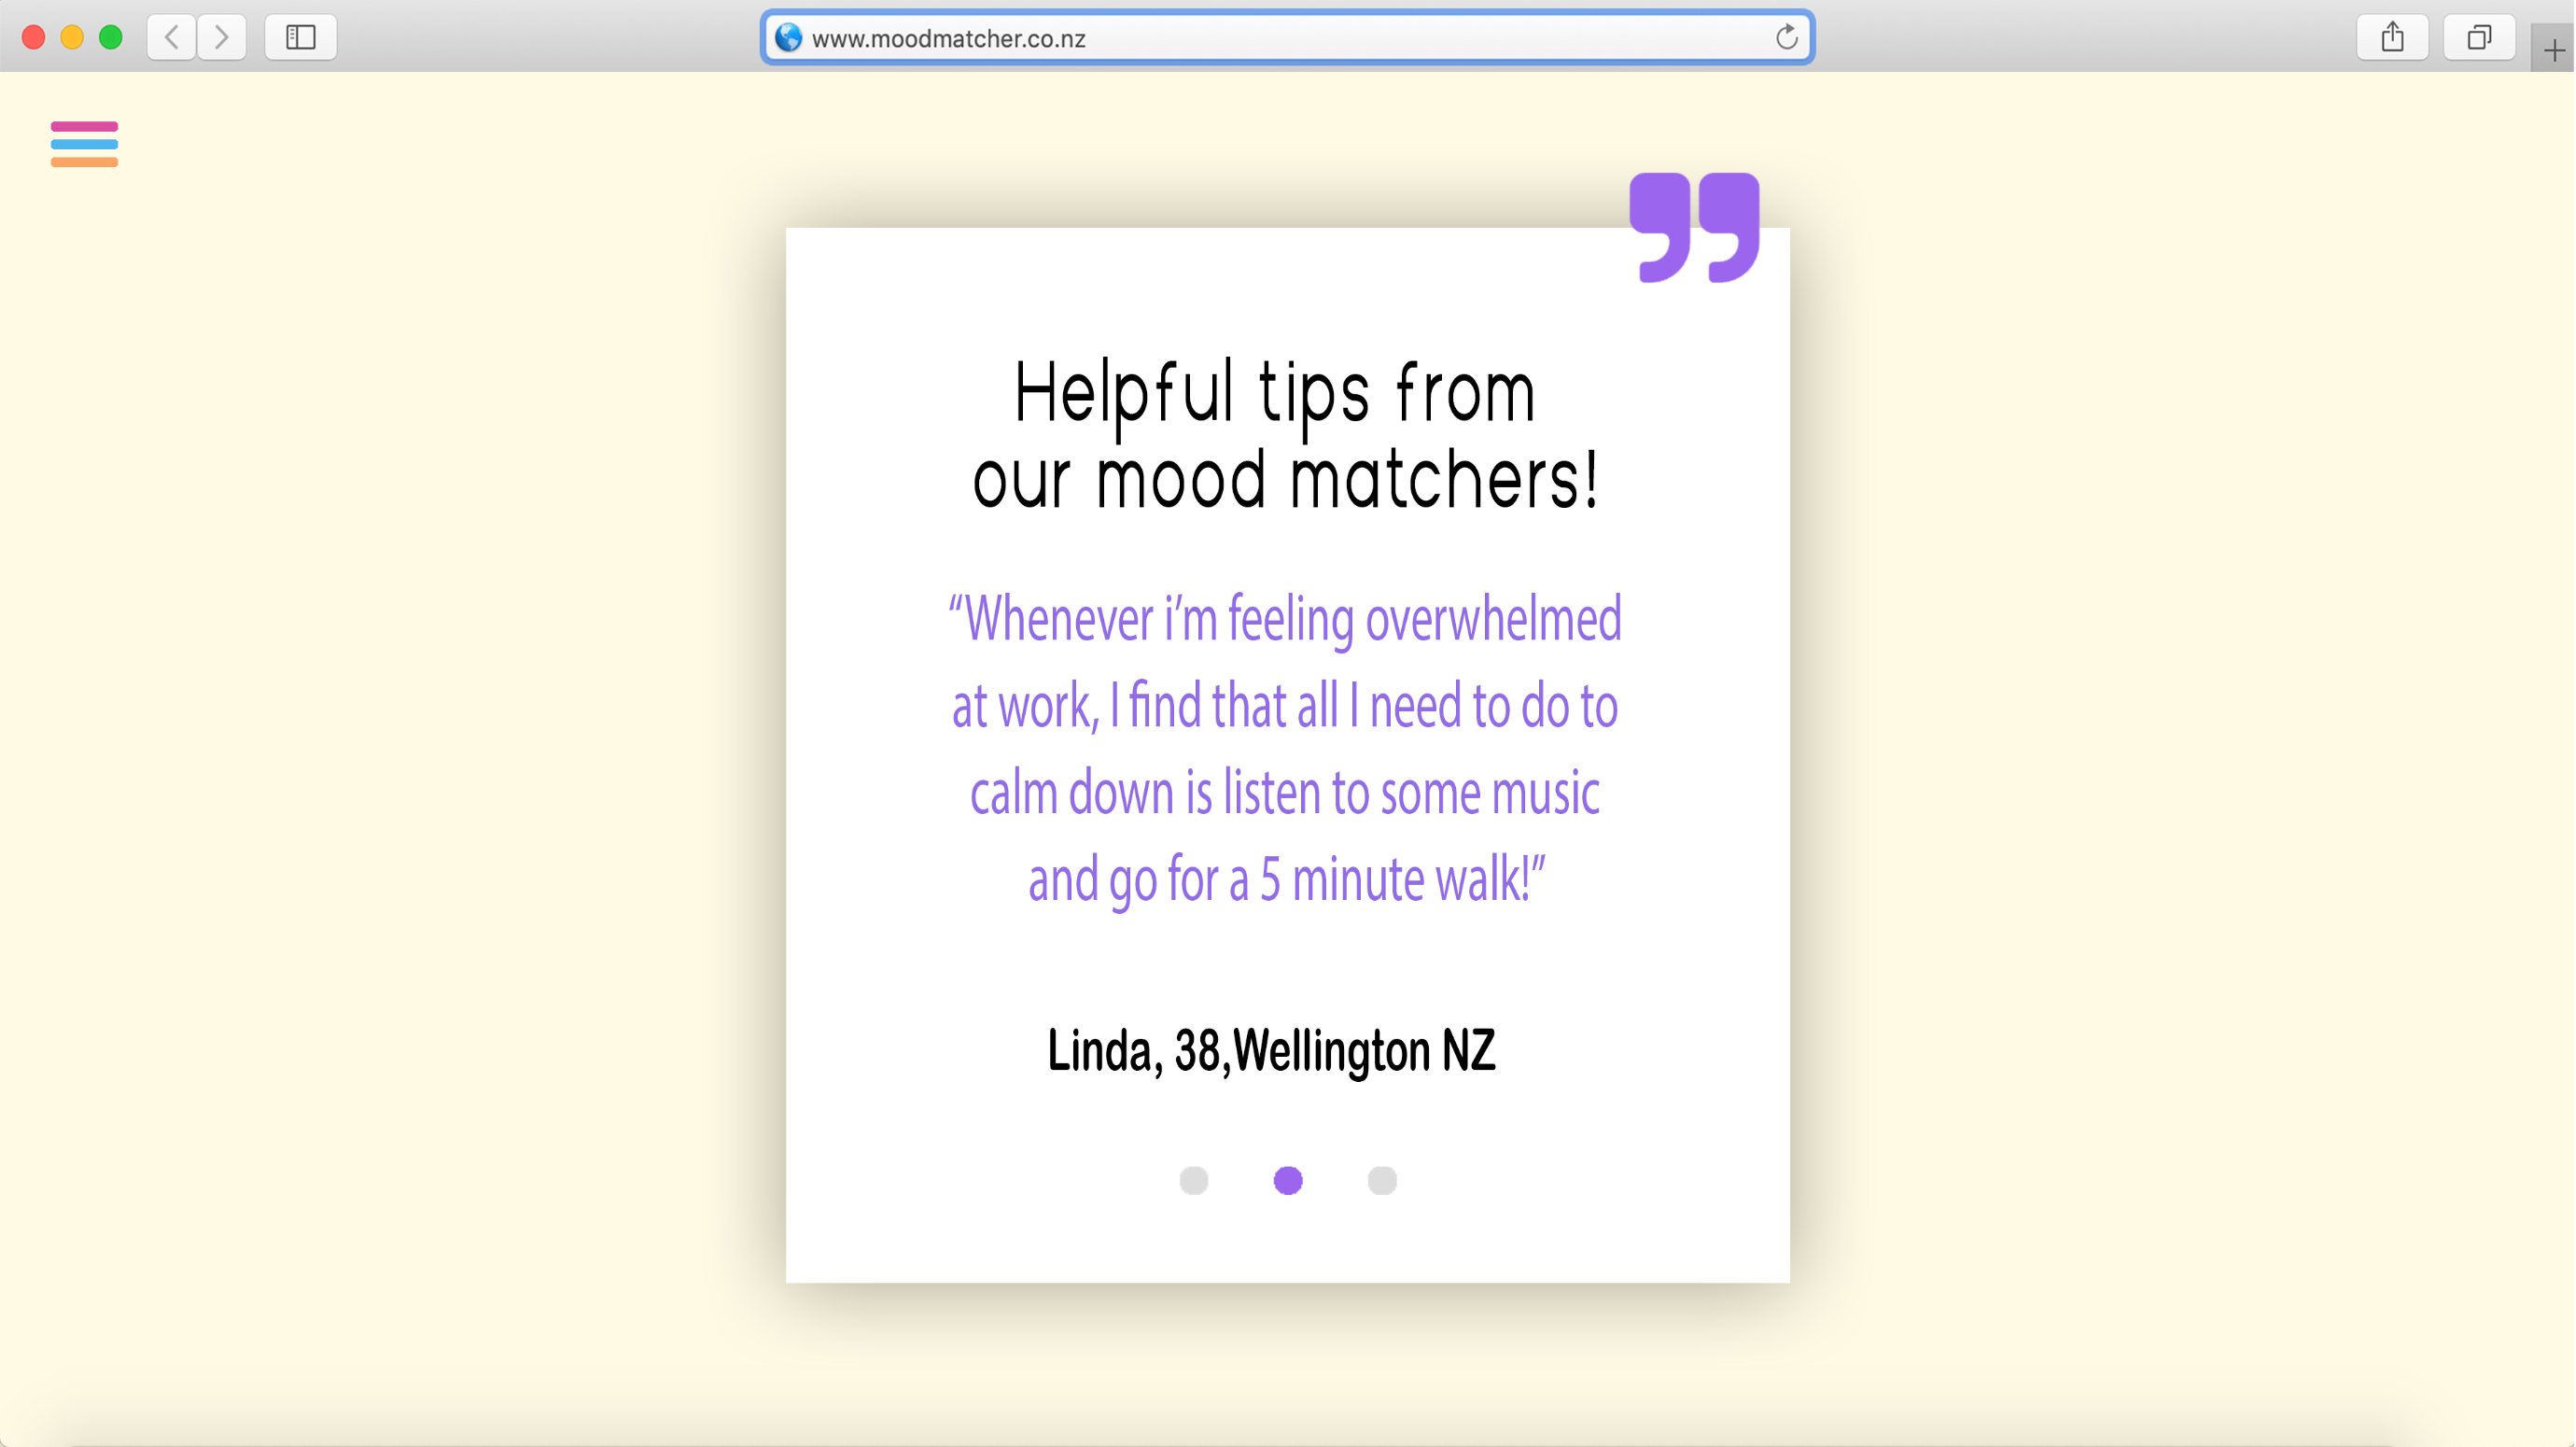 www.moodmatcher.co.nz
Helpful tips from
our mood matchers!
“Whenever i’m feeling overwhelmed
at work, I find that all I need to do to
calm down is listen to some music
and go for a 5 minute walk!”
Linda, 38,Wellington NZ